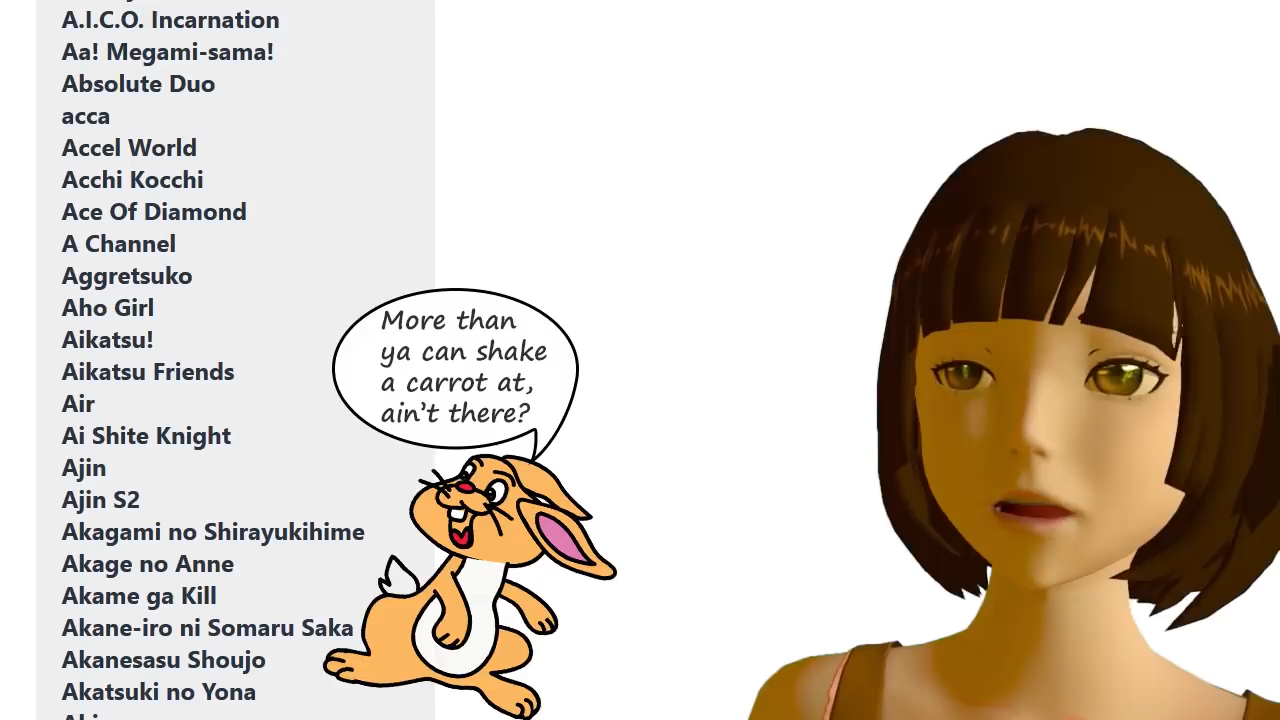 A.I.C.O. Incarnation
Aa! Megami-sama!
Absolute Duo
acca
Accel World
Acchi Kocchi
Ace Of Diamond
A Channel
Aggretsuko
Aho Girl
Aikatsu!
Aikatsu Friends
Air
Ai Shite Knight
Ajin
Ajin S2
Akagami no Shirayukihime
Akage no Anne
Akame ga Kill
Akane-iro ni Somaru Saka
Akanesasu Shoujo
Akatsuki no Yona
More than
ya can shake
a carrot at,
ain't there?